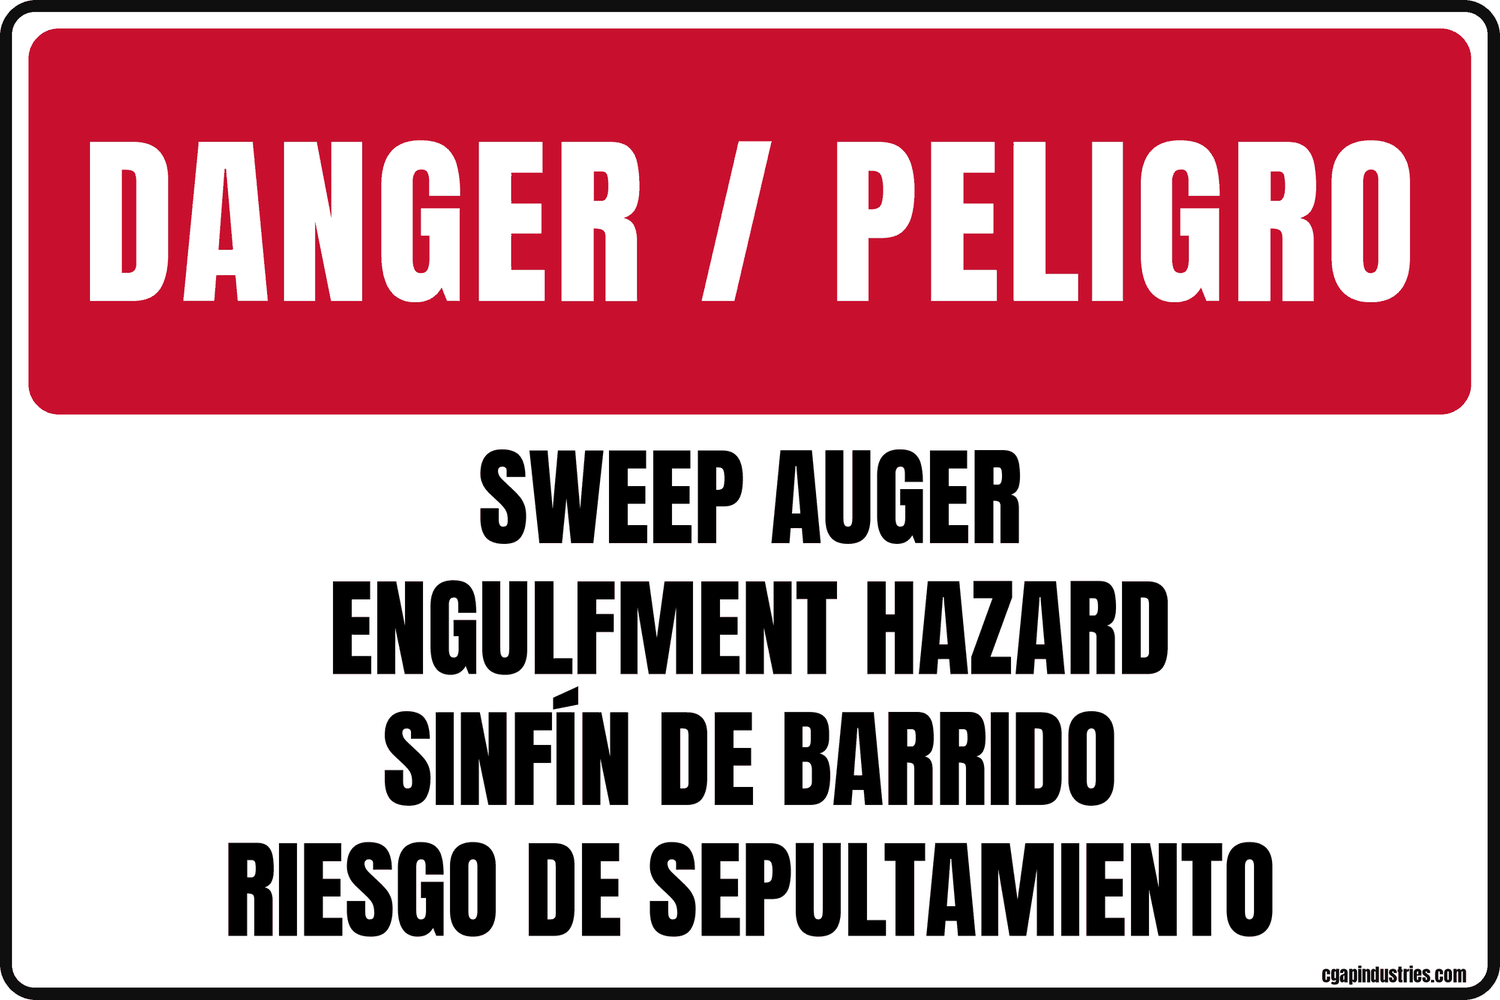 DANGER / PELIGRO
SWEEP AUGER
ENGULFMENT HAZARD
SINFÍN DE BARRIDO
RIESGO DE SEPULTAMIENTO
cgapindustries.com